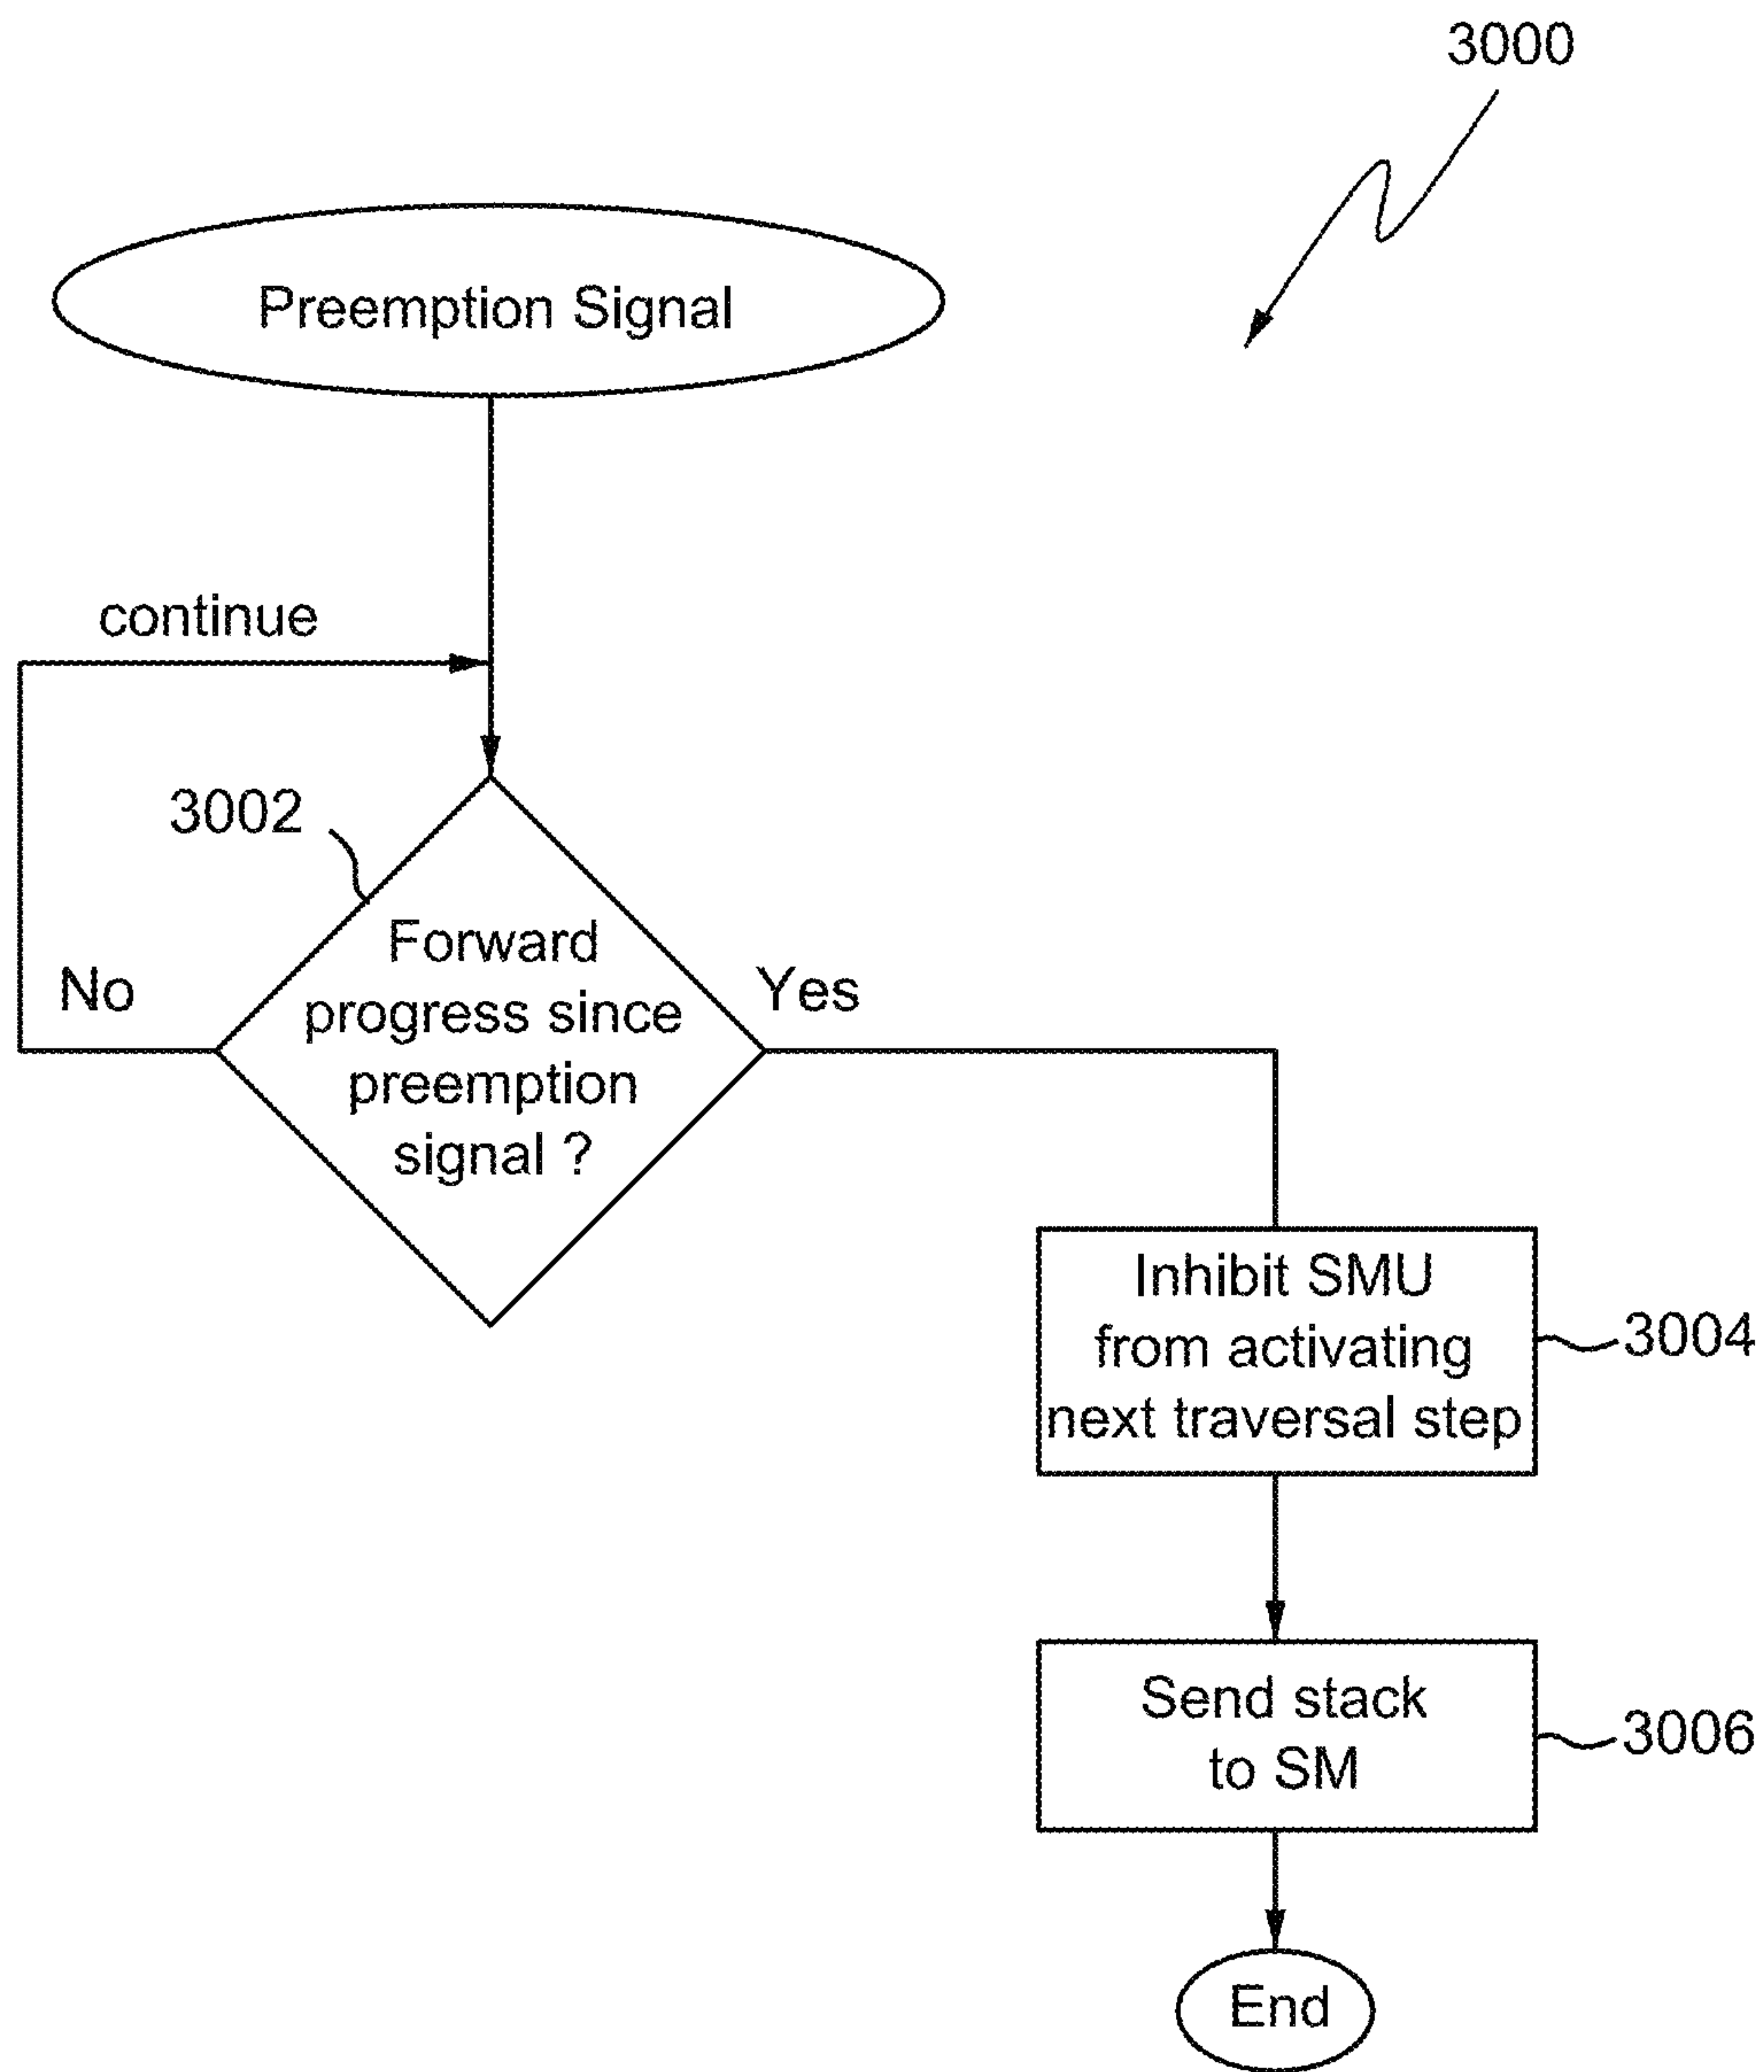 3000
Preemption Signal
continue
3002
Forward
progress since
preemption
signal ?
No
Yes
Inhibit SMU
from activating
next traversal step
3004
Send stack
to SM
3006
End